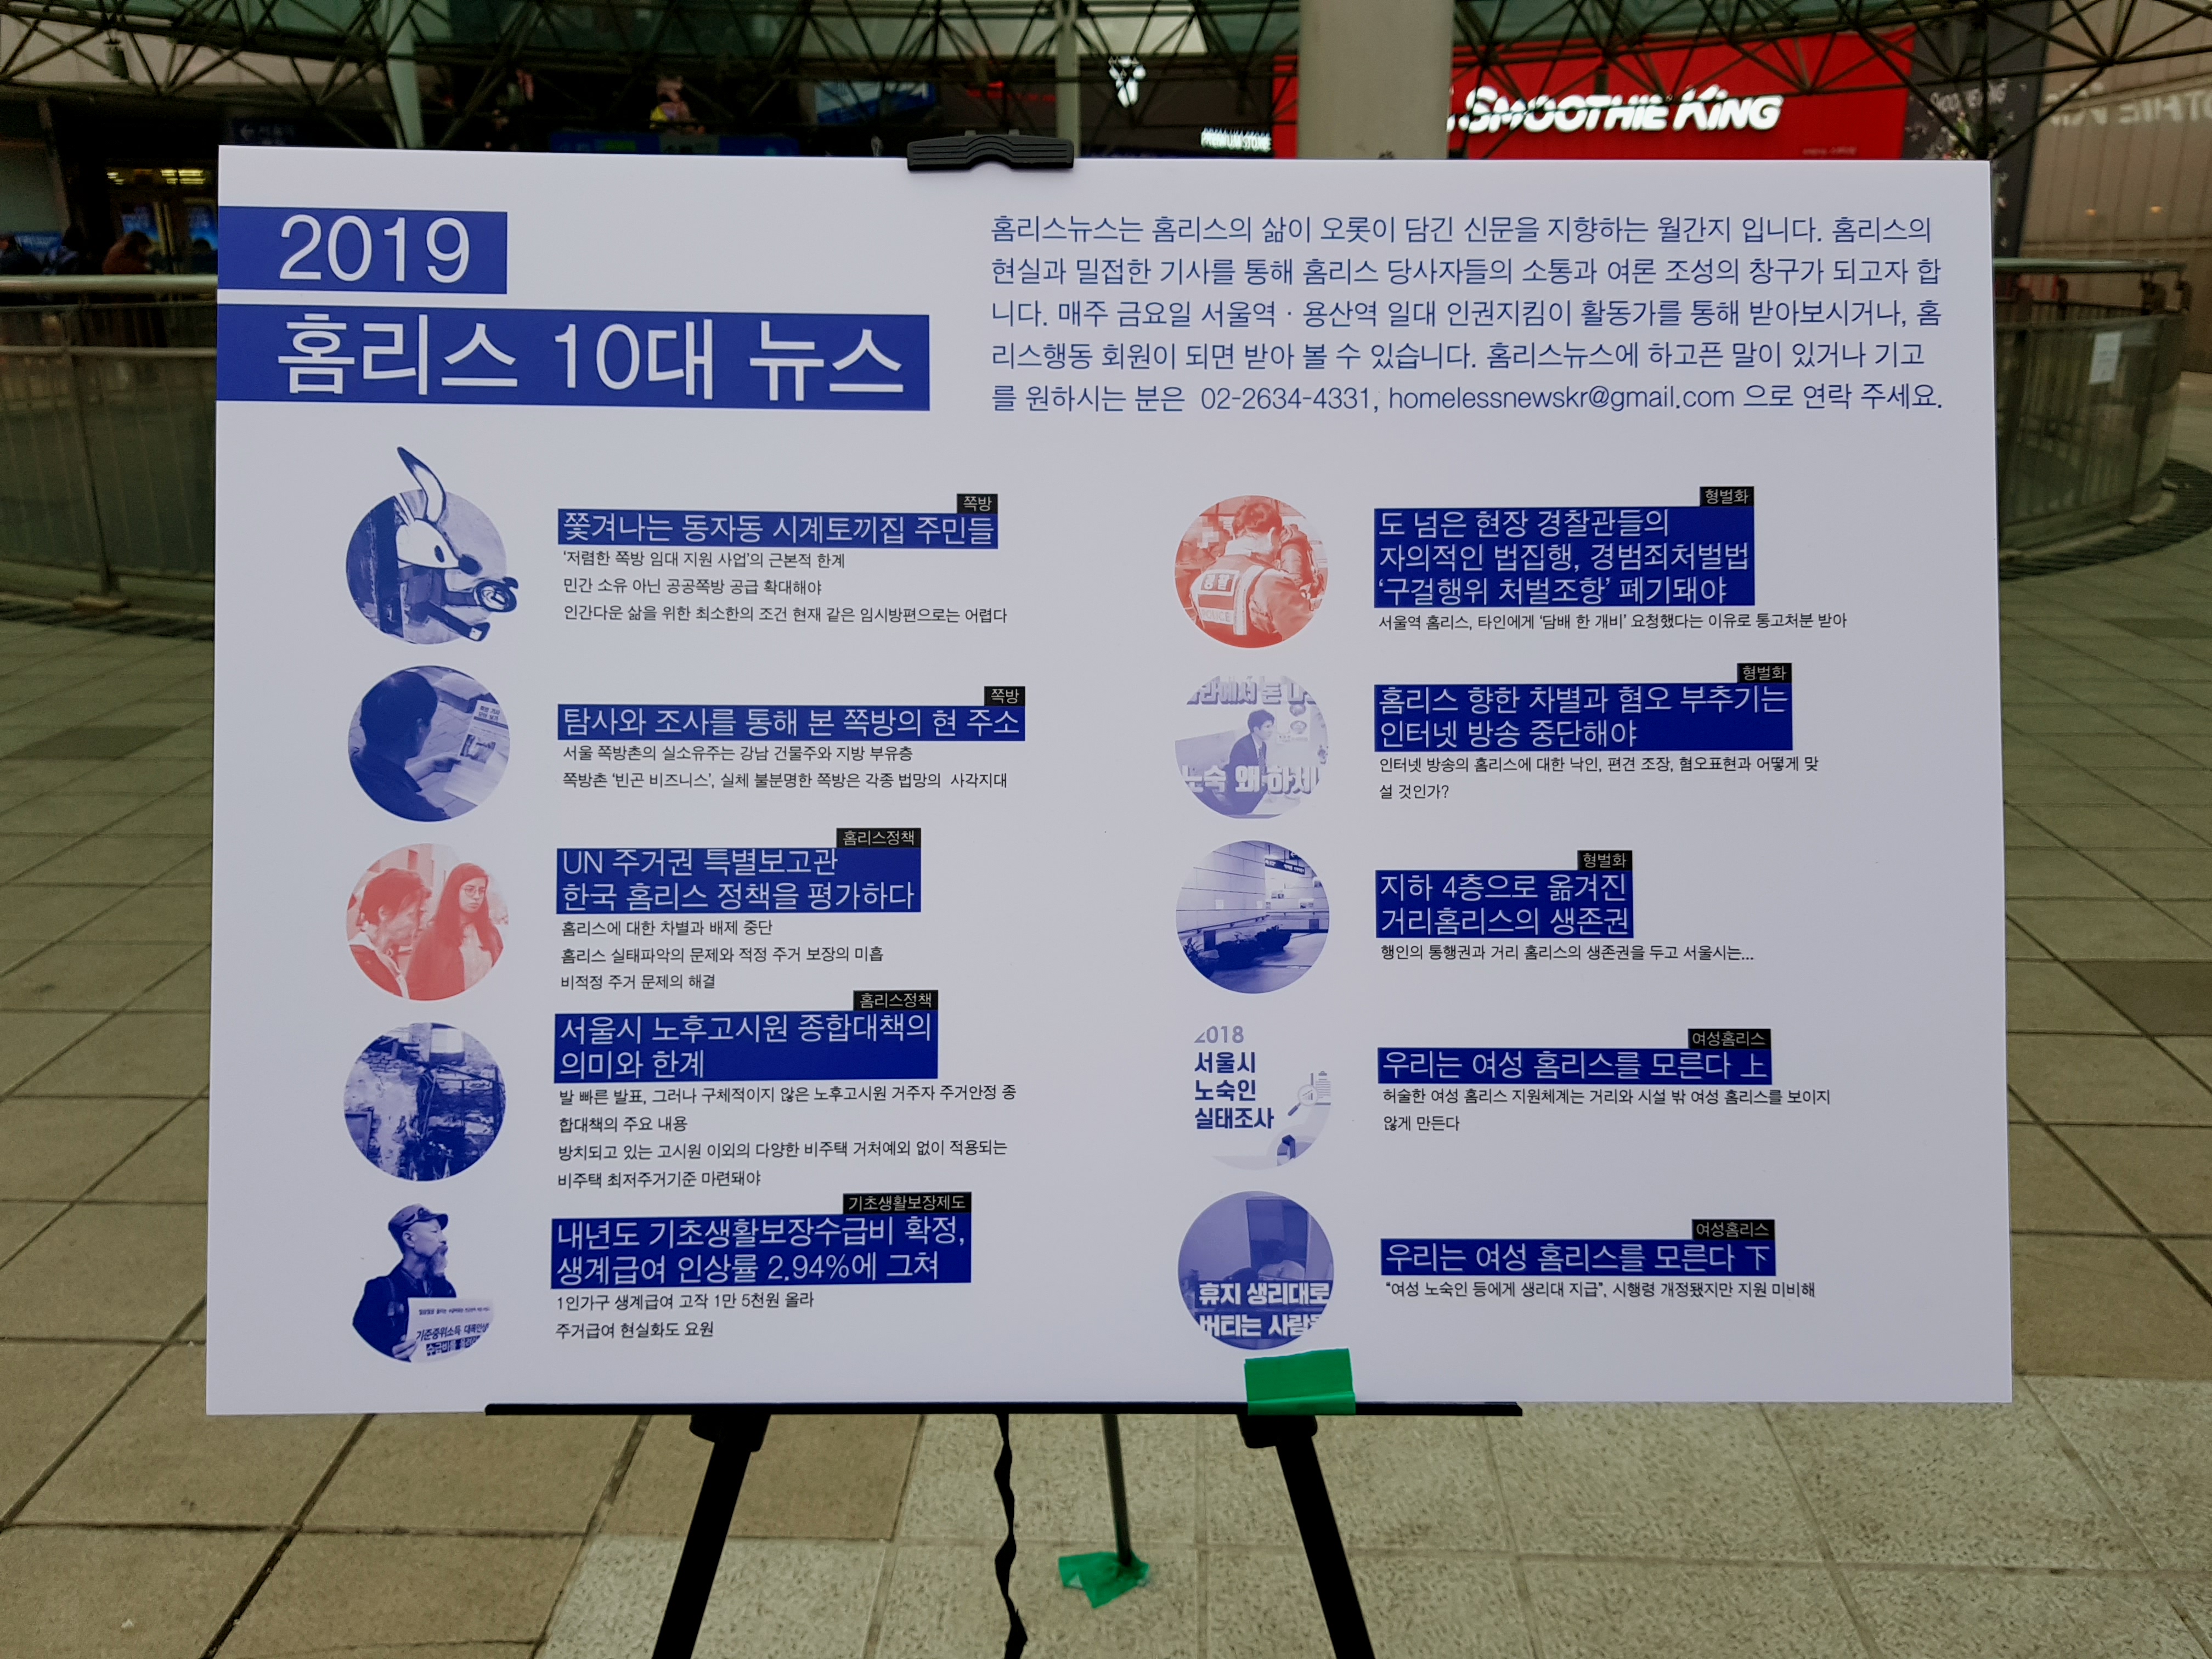 SMOOTHIE KING
PREMIUM STORE
2019
홈리스 10대 뉴스
홈리스뉴스는 홈리스의 삶이 오롯이 담긴 신문을 지향하는 월간지 입니다. 홈리스의
현실과 밀접한 기사를 통해 홈리스 당사자들의 소통과 여론 조성의 창구가 되고자 합
니다. 매주 금요일 서울역 · 용산역 일대 인권지킴이 활동가를 통해 받아보시거나, 홈
리스행동 회원이 되면 받아 볼 수 있습니다. 홈리스뉴스에 하고픈 말이 있거나 기고
를 원하시는 분은 02-2634-4331, homelessnewskr@gmail.com 으로 연락 주세요.
쪽방
쫓겨나는 동자동 시계토끼집 주민들
'저렴한 쪽방 임대 지원 사업'의 근본적 한계
민간 소유 아닌 공공쪽방 공급 확대해야
인간다운 삶을 위한 최소한의 조건 현재 같은 임시방편으로는 어렵다
쪽방
탐사와 조사를 통해 본 쪽방의 현 주소
서울 쪽방촌의 실소유주는 강남 건물주와 지방 부유층
쪽방촌 '빈곤 비즈니스', 실체 불분명한 쪽방은 각종 법망의 사각지대
홈리스정책
UN 주거권 특별보고관
한국 홈리스 정책을 평가하다
홈리스에 대한 차별과 배제 중단
홈리스 실태파악의 문제와 적정 주거 보장의 미흡
비적정 주거 문제의 해결
홈리스정책
서울시 노후고시원 종합대책의
의미와 한계
발 빠른 발표, 그러나 구체적이지 않은 노후고시원 거주자 주거안정 종
합대책의 주요 내용
방치되고 있는 고시원 이외의 다양한 비주택 거처예외 없이 적용되는
비주택 최저주거기준 마련돼야
기초생활보장제도
내년도 기초생활보장수급비 확정,
생계급여 인상률 2.94%에 그쳐
1인가구 생계급여 고작 1만 5천원 올라
주거급여 현실화도 요원
기준중위소득 대폭인상
형벌화
도 넘은 현장 경찰관들의
자의적인 법집행, 경범죄처벌법
'구걸행위 처벌조항' 폐기돼야
서울역 홈리스, 타인에게 '담배 한 개비' 요청했다는 이유로 통고처분 받아
경찰
POLICE
형벌화
홈리스 향한 차별과 혐오 부추기는
인터넷 방송 중단해야
인터넷 방송의 홈리스에 대한 낙인, 편견 조장, 혐오표현과 어떻게 맞
설 것인가?
노숙 왜 하세
형벌화
지하 4층으로 옮겨진
거리홈리스의 생존권
행인의 통행권과 거리 홈리스의 생존권을 두고 서울시는...
2018
서울시
노숙인
실태조사
여성홈리스
우리는 여성 홈리스를 모른다 上
허술한 여성 홈리스 지원체계는 거리와 시설 밖 여성 홈리스를 보이지
않게 만든다
휴지 생리대로
버티는 사람
여성홈리스
우리는 여성 홈리스를 모른다 下
"여성 노숙인 등에게 생리대 지급", 시행령 개정됐지만 지원 미비해